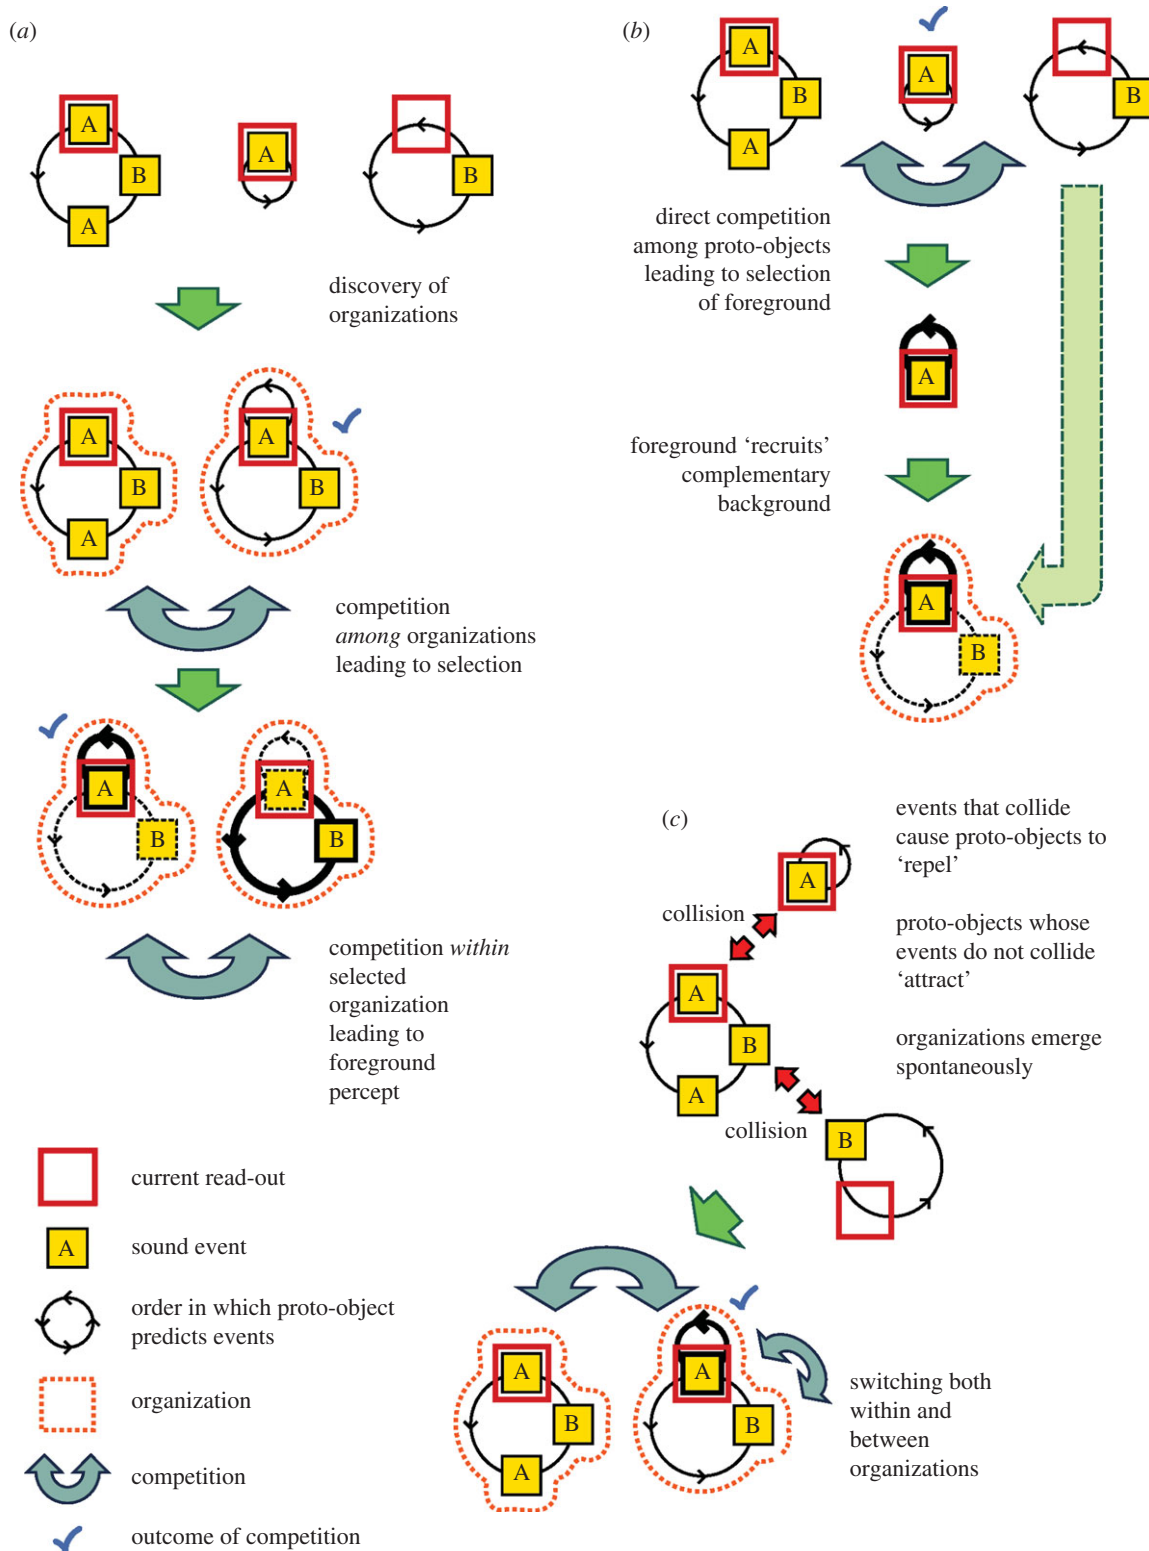 (a)
A
B
A
A
B
discovery of
organizations
A
B
A
A
B
competition
among organizations
leading to selection
A
B
A
B
competition within
selected
organization
leading to
foreground
percept
current read-out
A
sound event
order in which proto-object
predicts events
organization
competition
outcome of competition
(b)
A
B
A
A
B
direct competition
among proto-objects
leading to selection
of foreground
A
foreground ‘recruits’
complementary
background
A
B
(c)
events that collide
cause proto-objects to
‘repel’
A
collision
proto-objects whose
events do not collide
‘attract’
A
B
A
organizations emerge
spontaneously
collision
B
A
B
A
A
B
switching both
within and
between
organizations